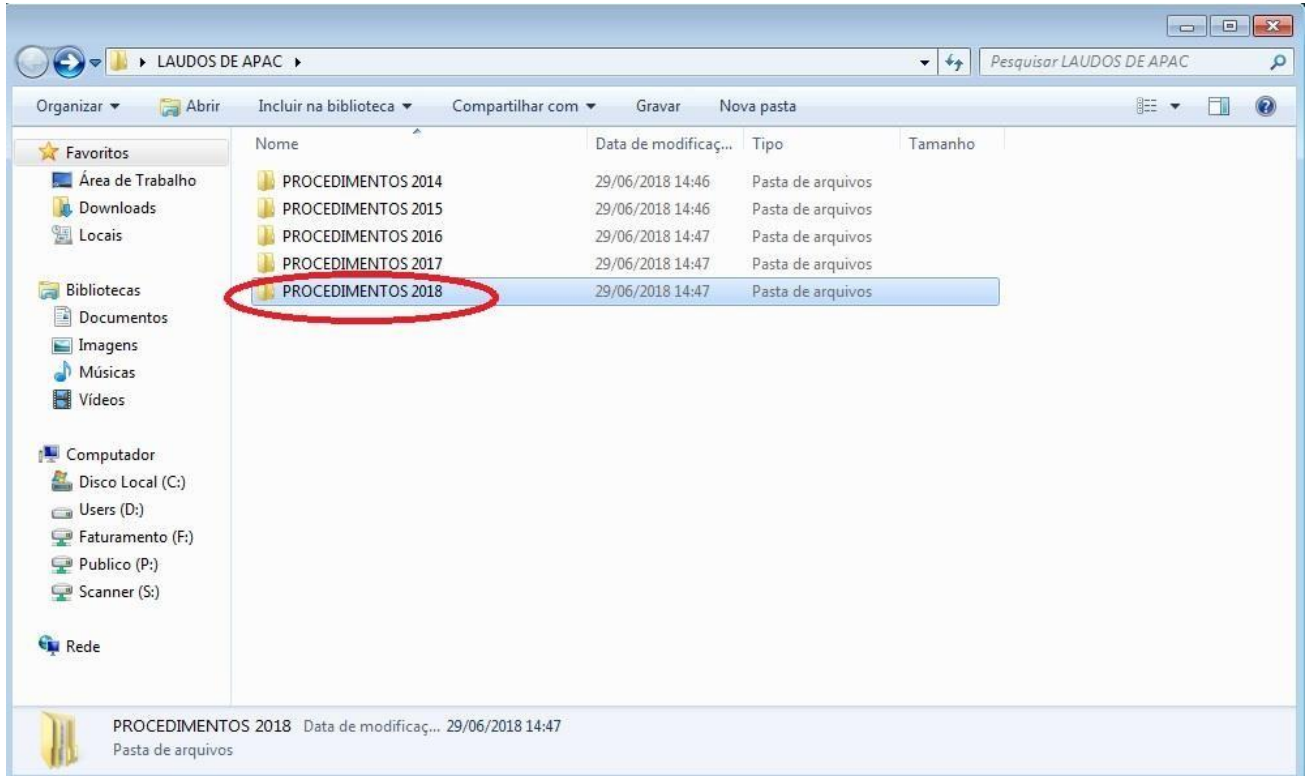 LAUDOS DE APAC
Pesquisar LAUDOS DE APAC
Organizar Abrir Incluir na biblioteca Compartilhar com Gravar Nova pasta
Nome Data de modificaç... Tipo Tamanho
Favoritos
Área de Trabalho
Downloads
Locais
Bibliotecas
Documentos
Imagens
Músicas
Vídeos
Computador
Disco Local (C:)
Users (D:)
Faturamento (F:)
Publico (P:)
Scanner (S:)
Rede
PROCEDIMENTOS 2014 29/06/2018 14:46 Pasta de arquivos
PROCEDIMENTOS 2015 29/06/2018 14:46 Pasta de arquivos
PROCEDIMENTOS 2016 29/06/2018 14:47 Pasta de arquivos
PROCEDIMENTOS 2017 29/06/2018 14:47 Pasta de arquivos
PROCEDIMENTOS 2018 29/06/2018 14:47 Pasta de arquivos
PROCEDIMENTOS 2018 Data de modificaç... 29/06/2018 14:47
Pasta de arquivos